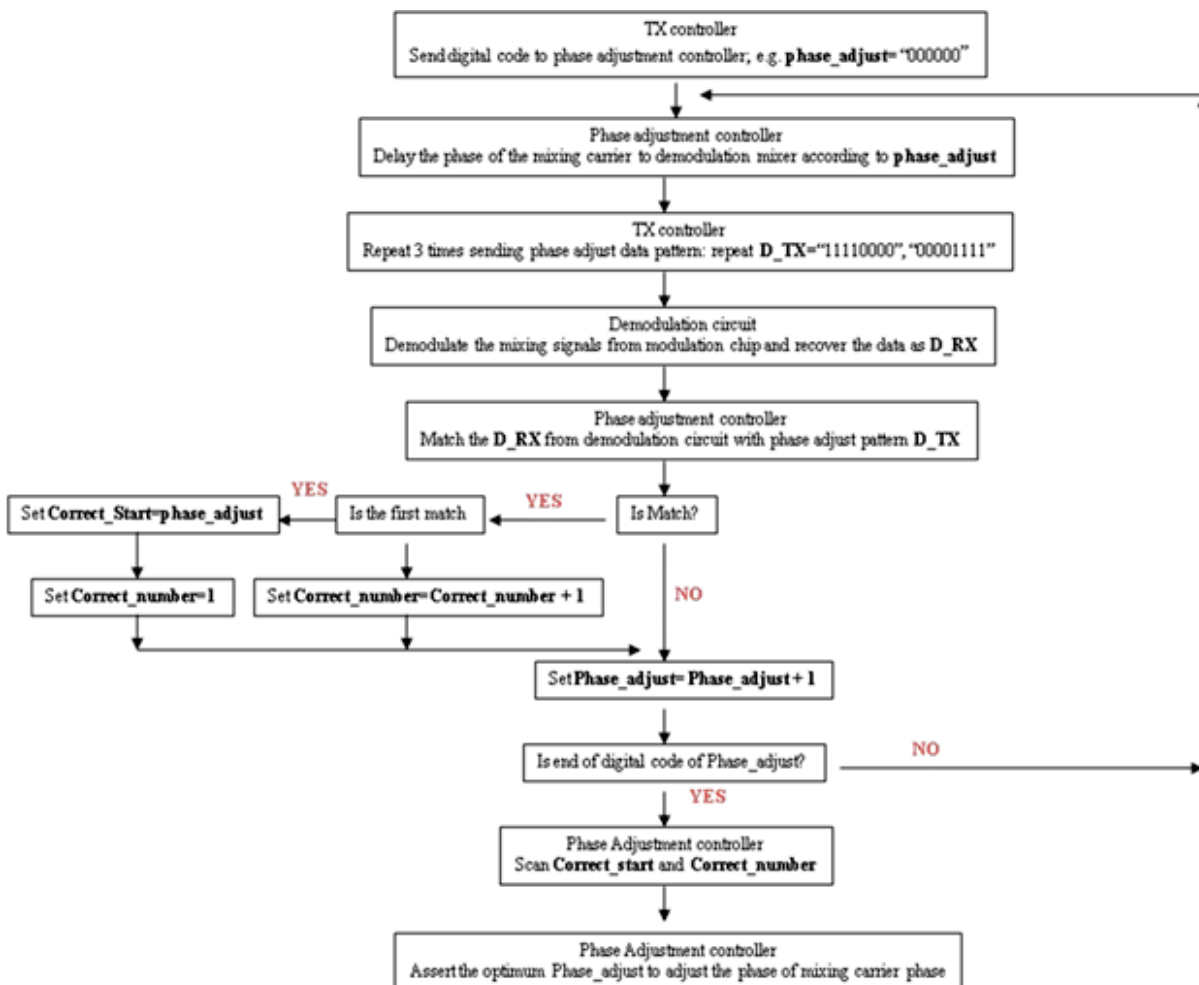 TX controller
Send digital code to phase adjustment controller; e.g. phase_adjust= “000000”
Phase adjustment controller
Delay the phase of the mixing carrier to demodulation mixer according to phase_adjust
TX controller
Repeat 3 times sending phase adjust data pattern: repeat D_TX=“11110000”, “00001111”
Demodulation circuit
Demodulate the mixing signals from modulation chip and recover the data as D_RX
Phase adjustment controller
Match the D_RX from demodulation circuit with phase adjust pattern D_TX
YES
Set Correct_Start=phase_adjust
Is the first match
YES
Is Match?
Set Correct_number=1
Set Correct_number=Correct_number + 1
NO
Set Phase_adjust= Phase_adjust + 1
Is end of digital code of Phase_adjust?
NO
YES
Phase Adjustment controller
Scan Correct_start and Correct_number
Phase Adjustment controller
Assert the optimum Phase_adjust to adjust the phase of mixing carrier phase